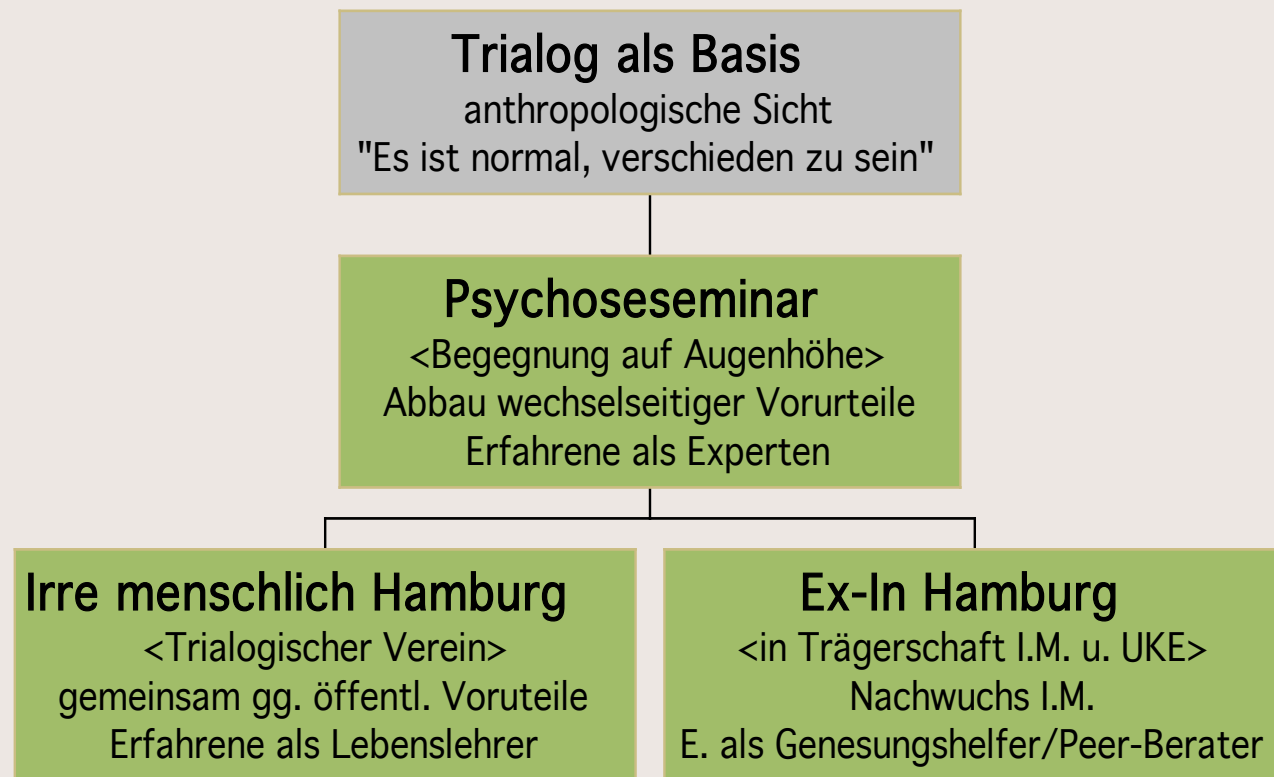 Trialog als Basis
anthropologische Sicht
"Es ist normal, verschieden zu sein"
Psychoseseminar
<Begegnung auf Augenhöhe>
Abbau wechselseitiger Vorurteile
Erfahrene als Experten
Irre menschlich Hamburg
<Trialogischer Verein>
gemeinsam gg. öffentl. Voruteile
Erfahrene als Lebenslehrer
Ex-In Hamburg
<in Trägerschaft I.M. u. UKE>
Nachwuchs I.M.
E. als Genesungshelfer/Peer-Berater